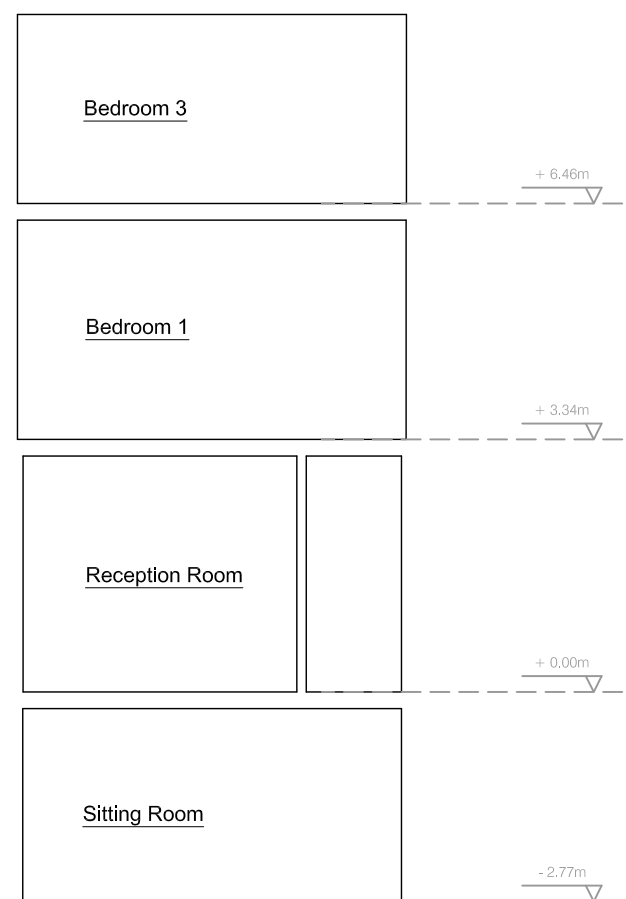 Bedroom 3
+ 6.46m
Bedroom 1
+ 3.34m
Reception Room
+ 0.00m
Sitting Room
- 2.77m